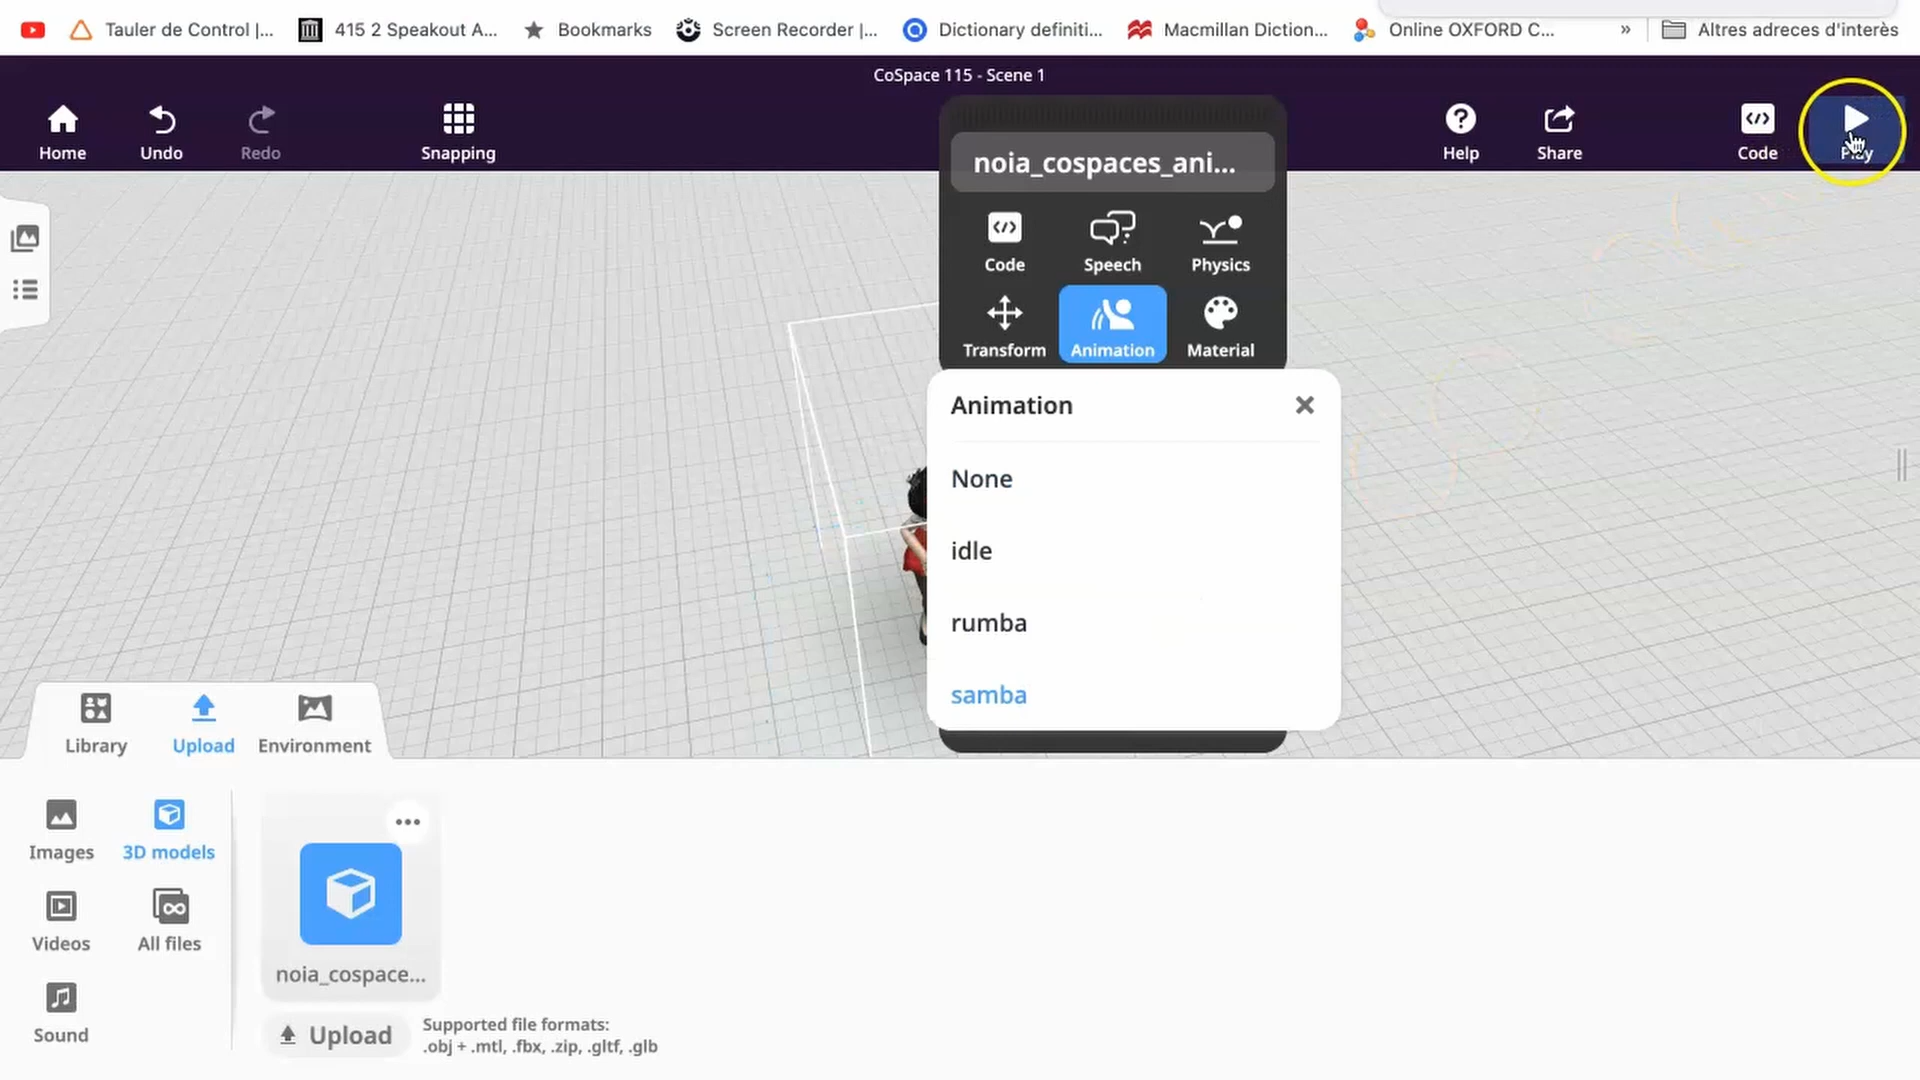 Tauler de Control |...
415 2 Speakout A...
Bookmarks
Screen Recorder |...
Dictionary definiti...
Macmillan Diction...
Online OXFORD C...
»
Altres adreces d'interès
CoSpace 115 - Scene 1
Home
Undo
Redo
Snapping
Help
Share
Code
Play
noia_cospaces_ani...
Code
Speech
Physics
Transform
Animation
Material
Animation
None
idle
rumba
samba
Library
Upload
Environment
Images
3D models
Videos
All files
Sound
noia_cospace...
Upload
Supported file formats:
.obj + .mtl, .fbx, .zip, .gltf, .glb